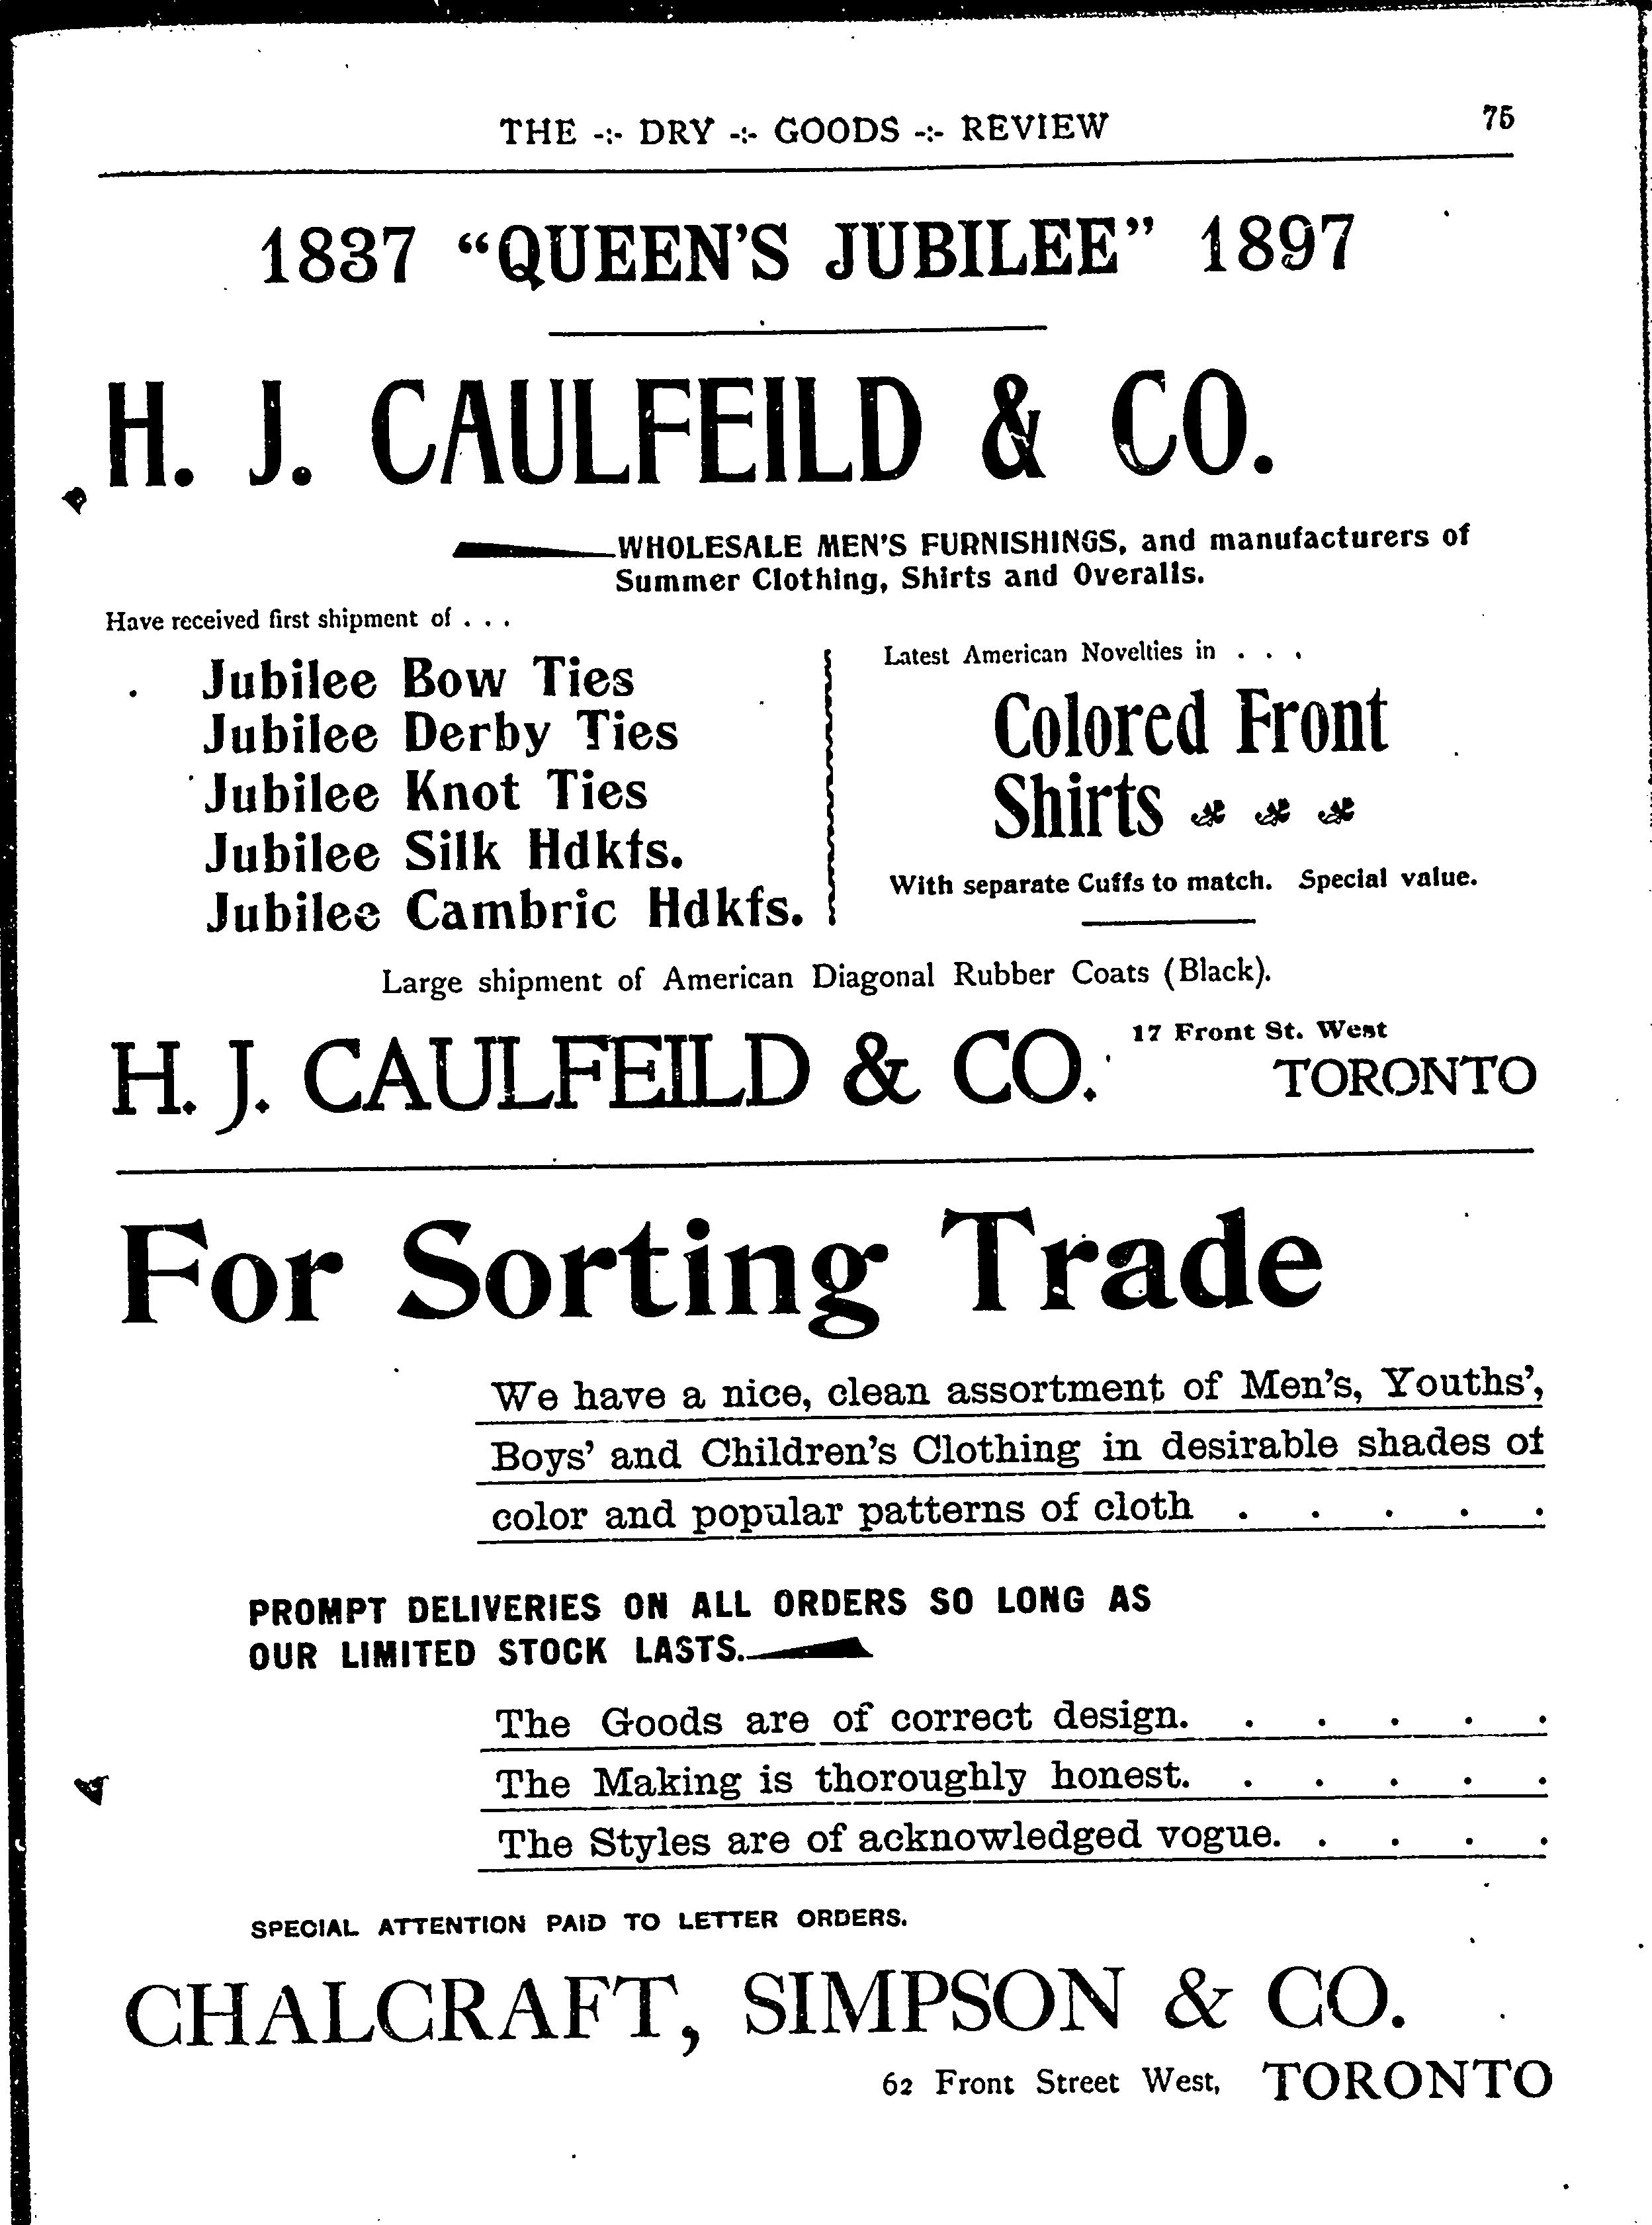 THE -:- DRY -:- GOODS -:- REVIEW
75
1837 “QUEEN'S JUBILEE” 1897
H. J. CAULFEILD & CO.
WHOLESALE MEN'S FURNISHINGS, and manufacturers of
Summer Clothing, Shirts and Overalls.
Have received first shipment of . . .
Jubilee Bow Ties
Jubilee Derby Ties
Jubilee Knot Ties
Jubilee Silk Hdkfs.
Jubilee Cambric Hdkfs.
Latest American Novelties in . . .
Colored Front
Shirts
With separate Cuffs to match. Special value.
Large shipment of American Diagonal Rubber Coats (Black).
H. J. CAULFEILD & CO.
17 Front St. West
TORONTO
For Sorting Trade
We have a nice, clean assortment of Men's, Youths',
Boys' and Children's Clothing in desirable shades of
color and popular patterns of cloth . . . . .
PROMPT DELIVERIES ON ALL ORDERS SO LONG AS
OUR LIMITED STOCK LASTS.
The Goods are of correct design. . . . . .
The Making is thoroughly honest. . . . . .
The Styles are of acknowledged vogue. . . . .
SPECIAL ATTENTION PAID TO LETTER ORDERS.
CHALCRAFT, SIMPSON & CO.
62 Front Street West, TORONTO